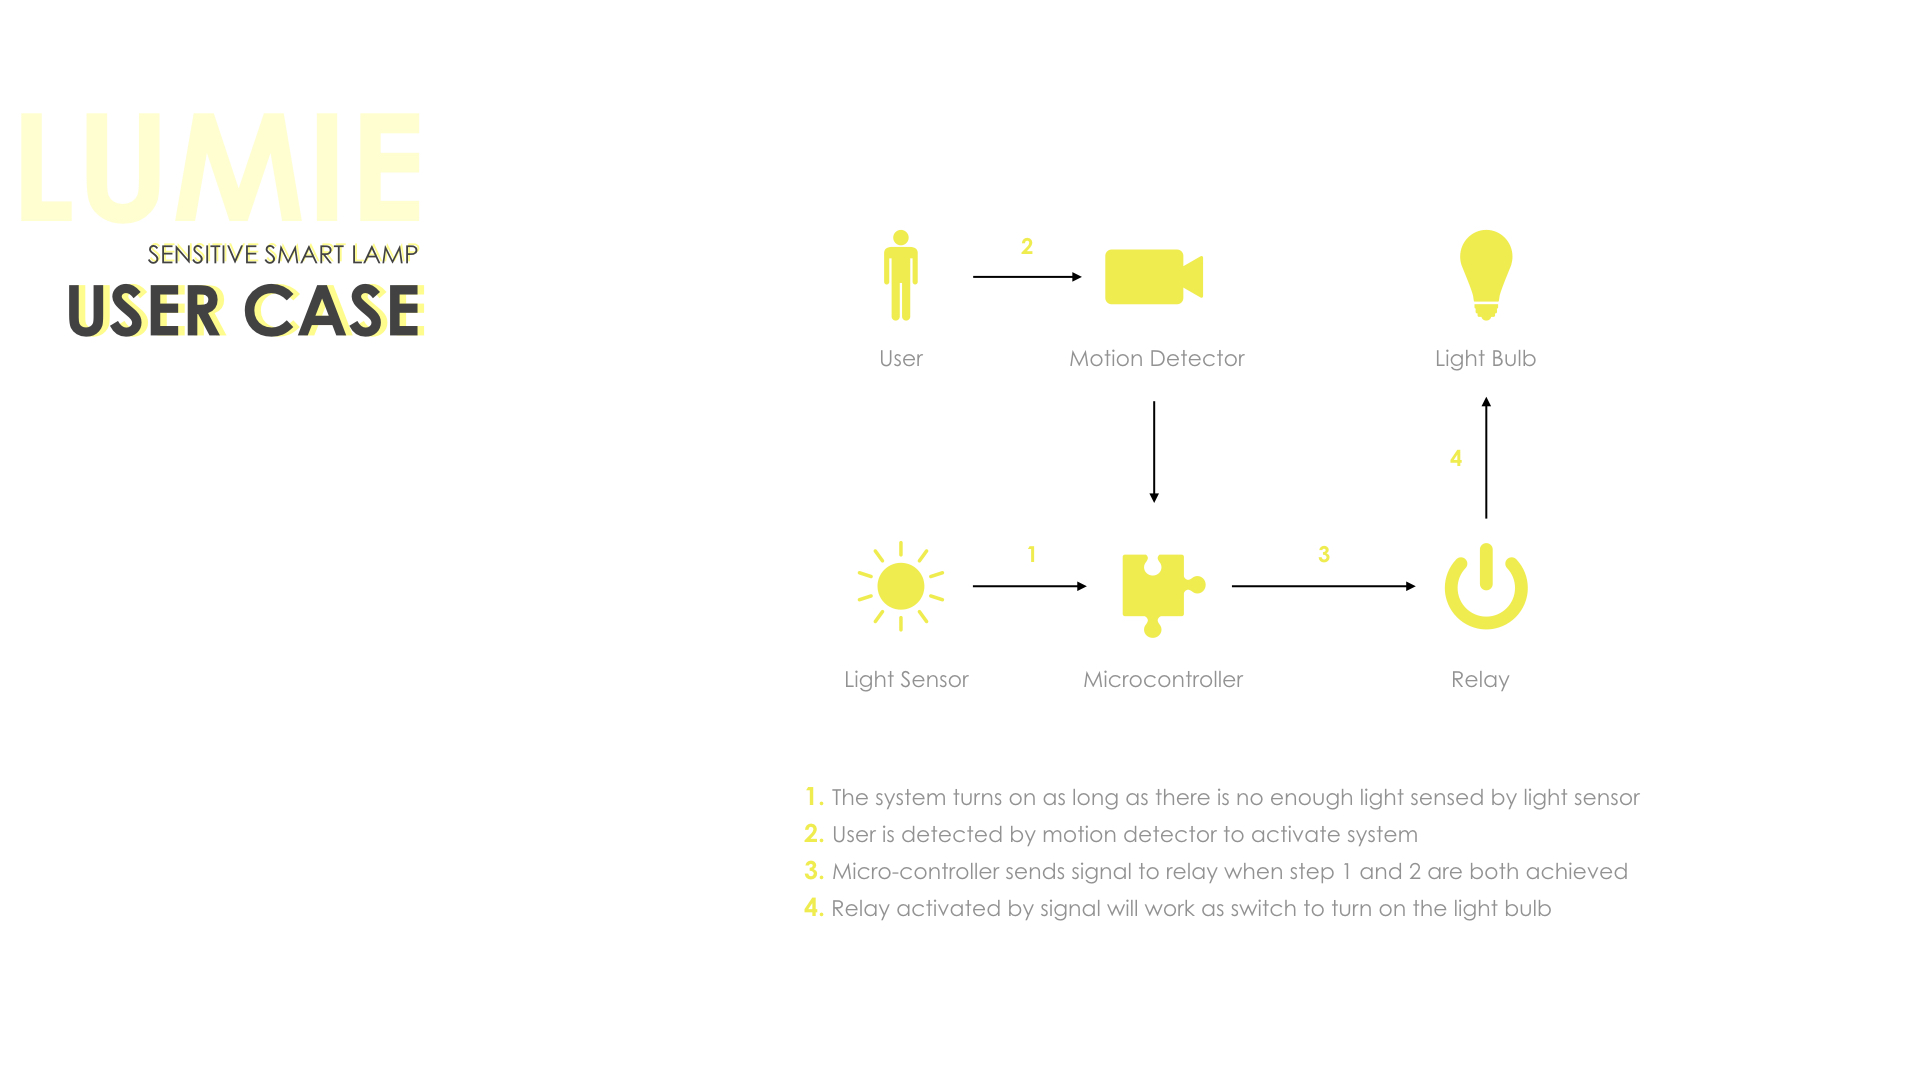 LUMIE
SENSITIVE SMART LAMP
USER CASE
2
User
Motion Detector
Light Bulb
4
1
3
Light Sensor
Microcontroller
Relay
1. The system turns on as long as there is no enough light sensed by light sensor
2. User is detected by motion detector to activate system
3. Micro-controller sends signal to relay when step 1 and 2 are both achieved
4. Relay activated by signal will work as switch to turn on the light bulb